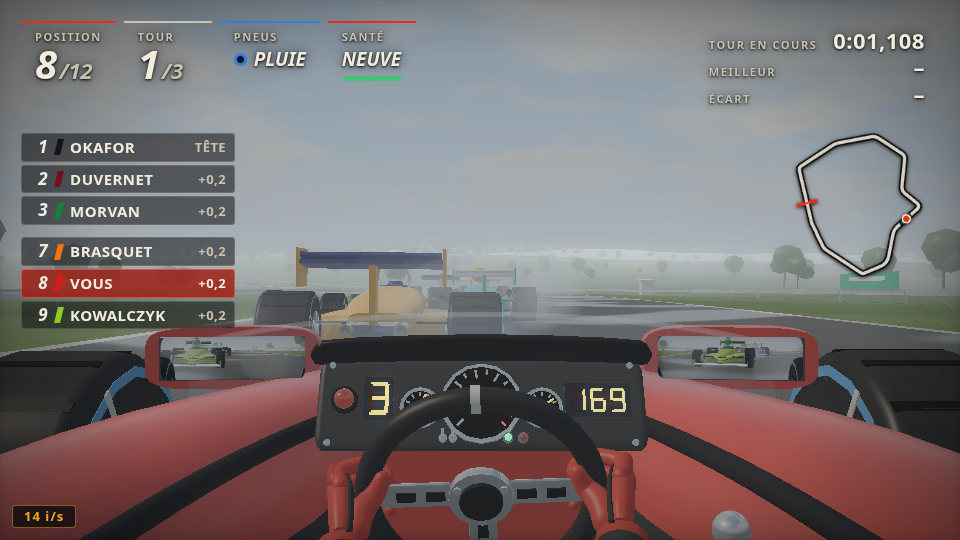 POSITION
8/12
TOUR
1/3
PNEUS
PLUIE
SANTÉ
NEUVE
TOUR EN COURS 0:01,108
MEILLEUR –
ÉCART –
1 OKAFOR TÊTE
2 DUVERNET +0,2
3 MORVAN +0,2
7 BRASQUET +0,2
8 VOUS +0,2
9 KOWALCZYK +0,2
3
169
14 i/s